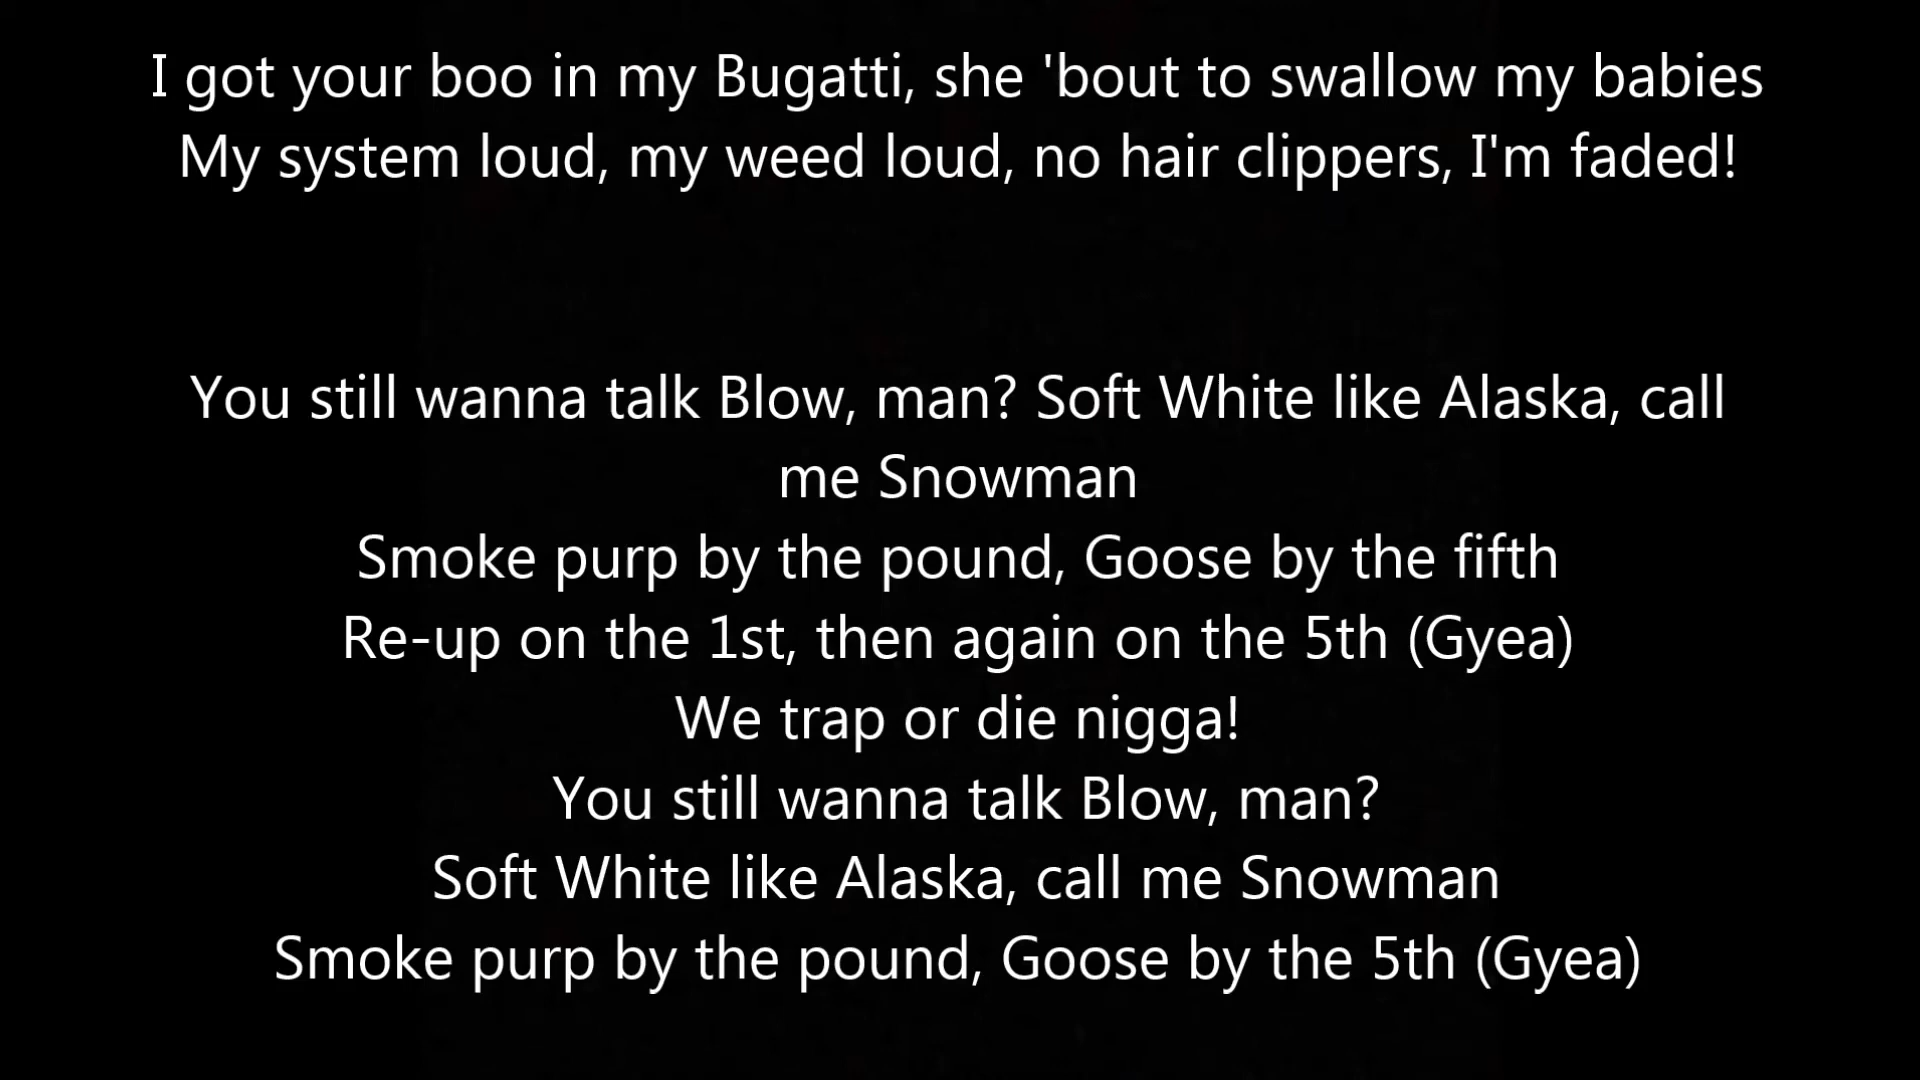 I got your boo in my Bugatti, she 'bout to swallow my babies
My system loud, my weed loud, no hair clippers, I'm faded!
You still wanna talk Blow, man? Soft White like Alaska, call
me Snowman
Smoke purp by the pound, Goose by the fifth
Re-up on the 1st, then again on the 5th (Gyea)
We trap or die nigga!
You still wanna talk Blow, man?
Soft White like Alaska, call me Snowman
Smoke purp by the pound, Goose by the 5th (Gyea)